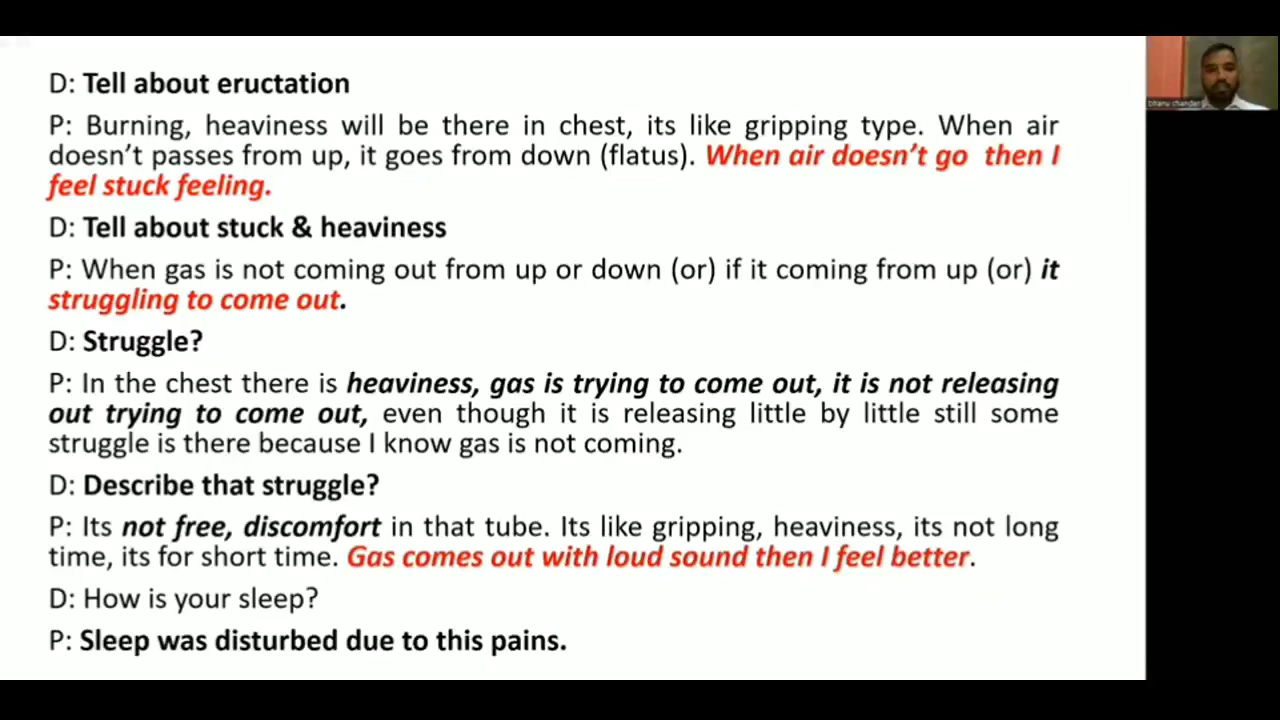 D: Tell about eructation
P: Burning, heaviness will be there in chest, its like gripping type. When air
doesn't passes from up, it goes from down (flatus). When air doesn't go then I
feel stuck feeling.
D: Tell about stuck & heaviness
P: When gas is not coming out from up or down (or) if it coming from up (or) it
struggling to come out.
D: Struggle?
P: In the chest there is heaviness, gas is trying to come out, it is not releasing
out trying to come out, even though it is releasing little by little still some
struggle is there because I know gas is not coming.
D: Describe that struggle?
P: Its not free, discomfort in that tube. Its like gripping, heaviness, its not long
time, its for short time. Gas comes out with loud sound then I feel better.
D: How is your sleep?
P: Sleep was disturbed due to this pains.
bhanu chander